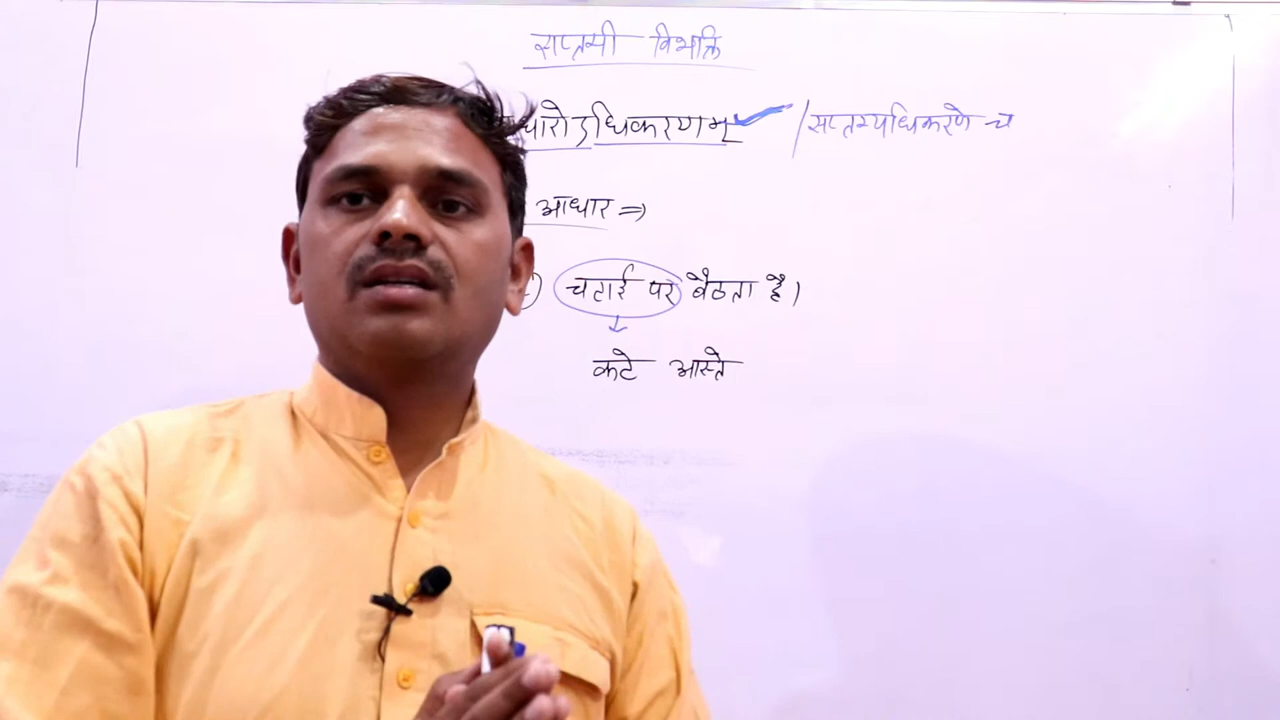 सप्तमी विभक्ति
धारोऽधिकरणम् / सप्तम्यधिकरणे च
आधार ⇒
) चटाई पर बैठता है।
↓
कटे आस्ते